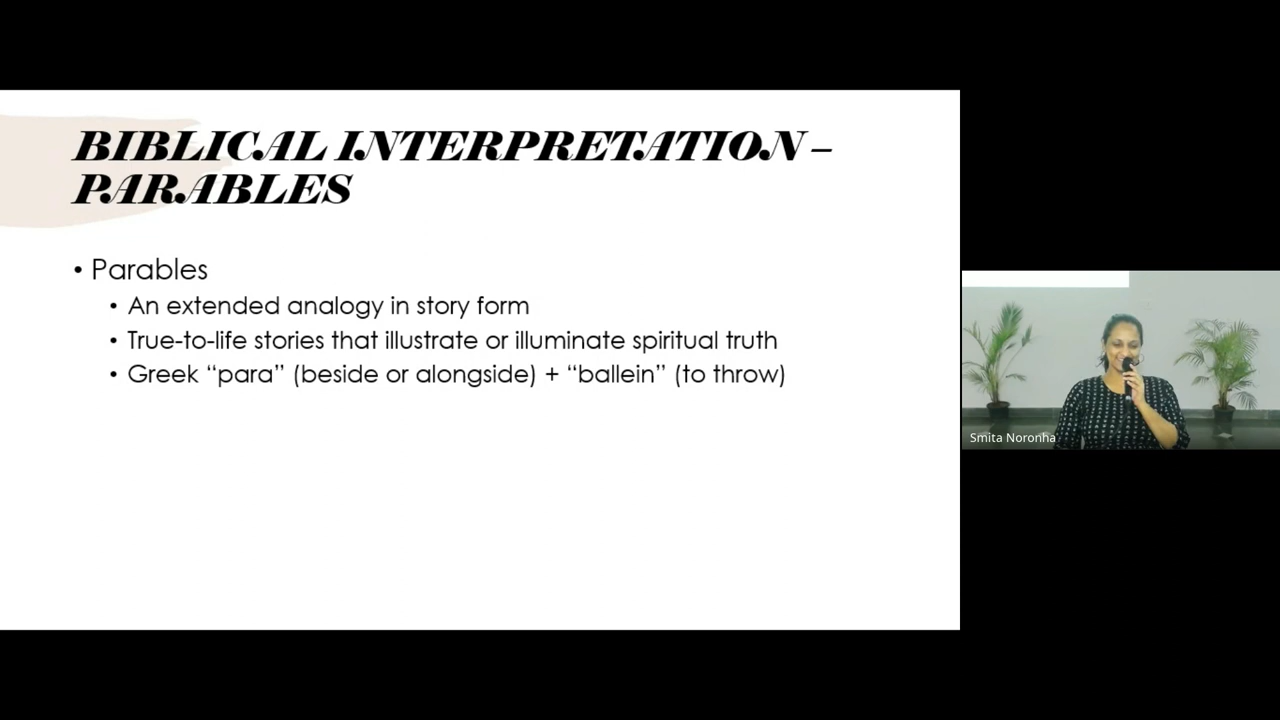 BIBLICAL INTERPRETATION –
PARABLES
• Parables
• An extended analogy in story form
• True-to-life stories that illustrate or illuminate spiritual truth
• Greek “para” (beside or alongside) + “ballein” (to throw)
Smita Noronha